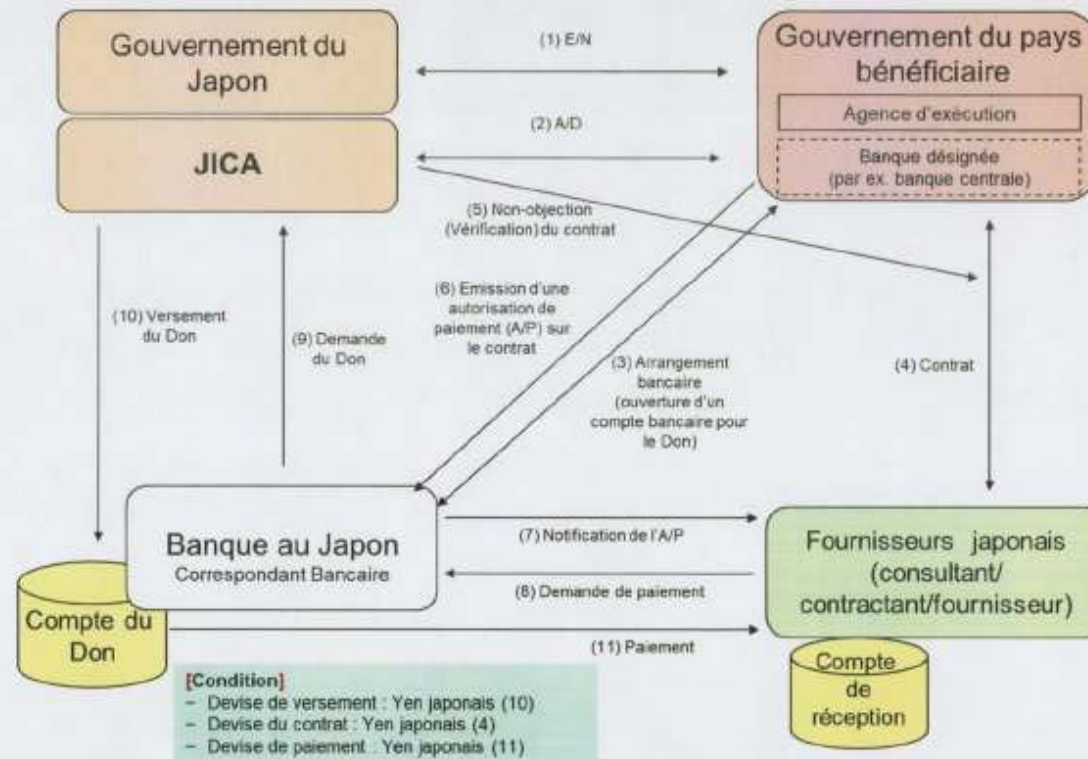 Gouvernement du
Japon
(1) E/N
Gouvernement du pays
bénéficiaire
Agence d'exécution
Banque désignée
(par ex. banque centrale)
(2) A/D
JICA
(5) Non-objection
(Vérification) du contrat
(6) Emission d'une
autorisation de
paiement (A/P) sur
le contrat
(10) Versement
du Don
(9) Demande
du Don
(3) Arrangement
bancaire
(ouverture d'un
compte bancaire pour
le Don)
(4) Contrat
Banque au Japon
Correspondant Bancaire
(7) Notification de l'A/P
(8) Demande de paiement
Fournisseurs japonais
(consultant/
contractant/fournisseur)
Compte du
Don
(11) Paiement
Compte
de
réception
[Condition]
- Devise de versement : Yen japonais (10)
- Devise du contrat : Yen japonais (4)
- Devise de paiement : Yen japonais (11)